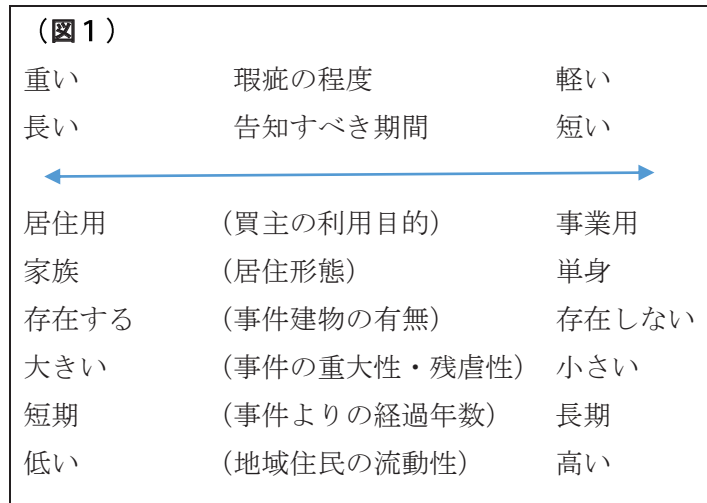 （図１）
重い 瑕疵の程度 軽い
長い 告知すべき期間 短い
居住用 （買主の利用目的） 事業用
家族 （居住形態） 単身
存在する （事件建物の有無） 存在しない
大きい （事件の重大性・残虐性） 小さい
短期 （事件よりの経過年数） 長期
低い （地域住民の流動性） 高い